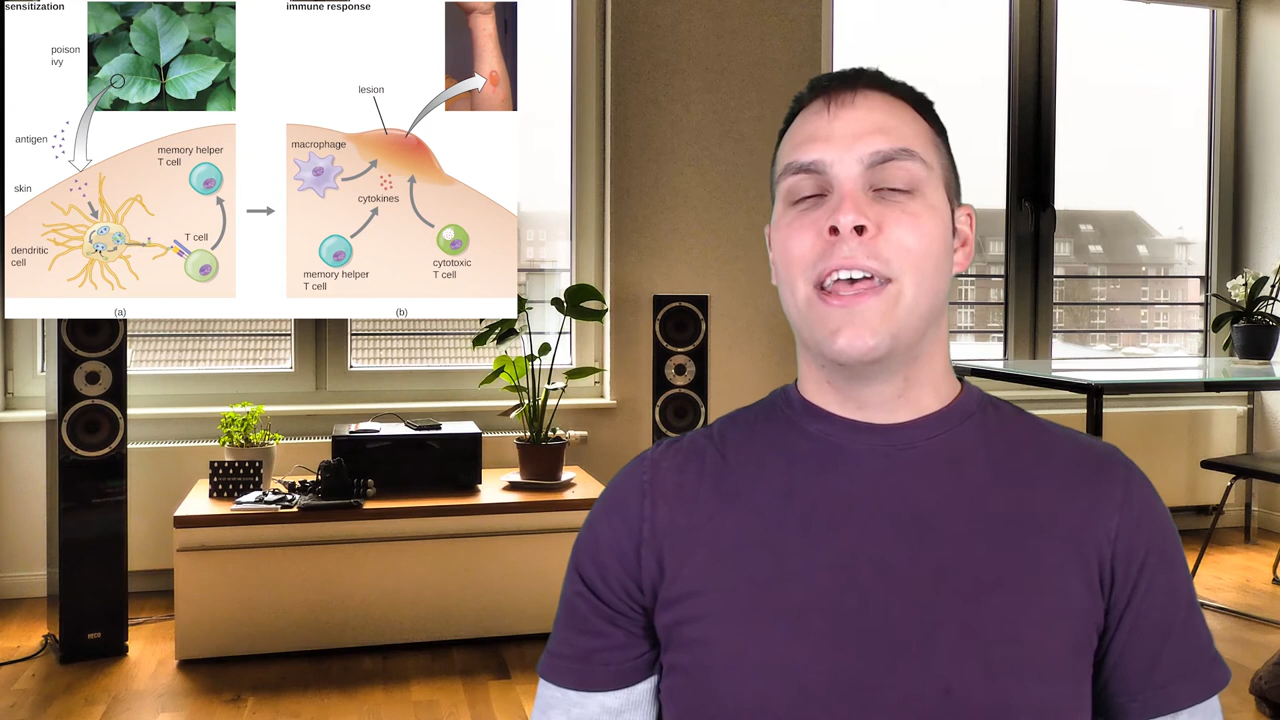 sensitization
poison
ivy
antigen
skin
dendritic
cell
memory helper
T cell
T cell
(a)
immune response
lesion
macrophage
cytokines
memory helper
T cell
cytotoxic
T cell
(b)
HECO